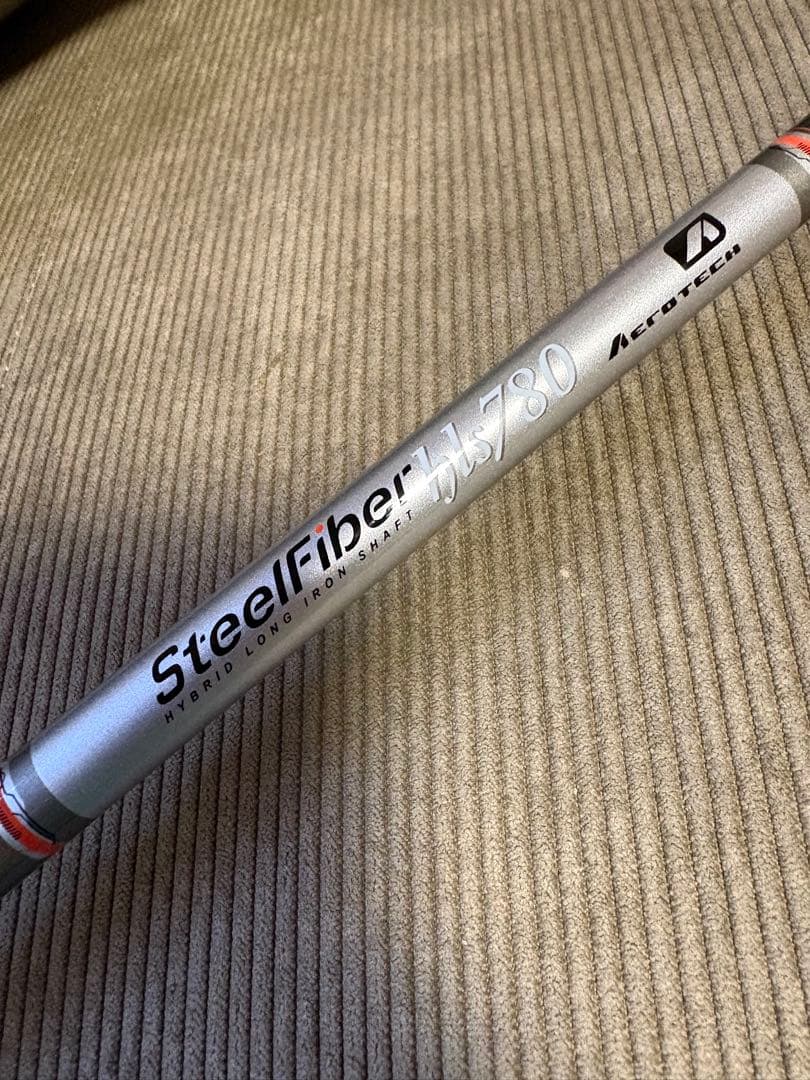 SteelFiber hls780
HYBRID LONG IRON SHAFT
AEROTECH